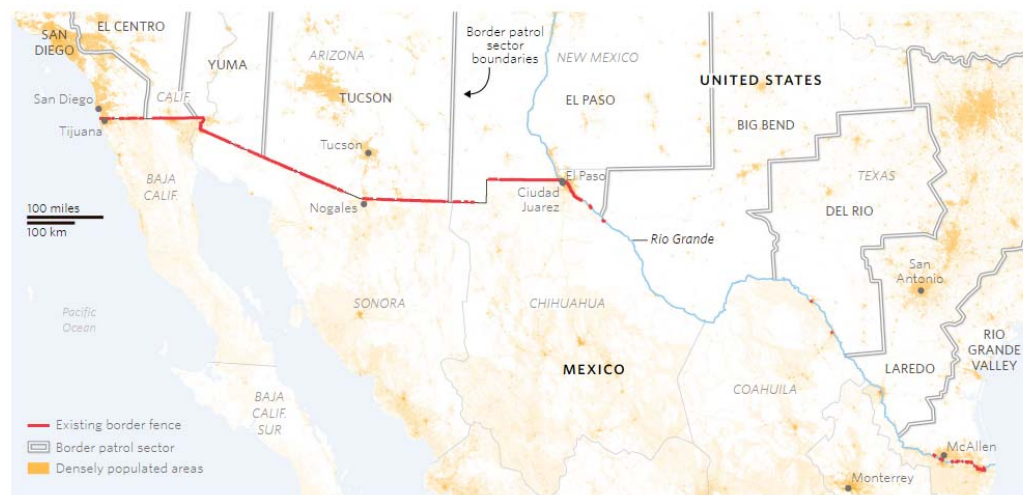 SAN
DIEGO
EL CENTRO
YUMA
ARIZONA
Border patrol
sector
boundaries
NEW MEXICO
UNITED STATES
TUCSON
EL PASO
BIG BEND
CALIF.
San Diego
Tijuana
Tucson
El Paso
Ciudad
Juarez
TEXAS
BAJA
CALIF.
DEL RIO
100 miles
100 km
Nogales
Rio Grande
San
Antonio
Pacific
Ocean
SONORA
CHIHUAHUA
RIO
GRANDE
VALLEY
MEXICO
LAREDO
COAHUILA
BAJA
CALIF.
SUR
Existing border fence
Border patrol sector
Densely populated areas
McAllen
Monterrey